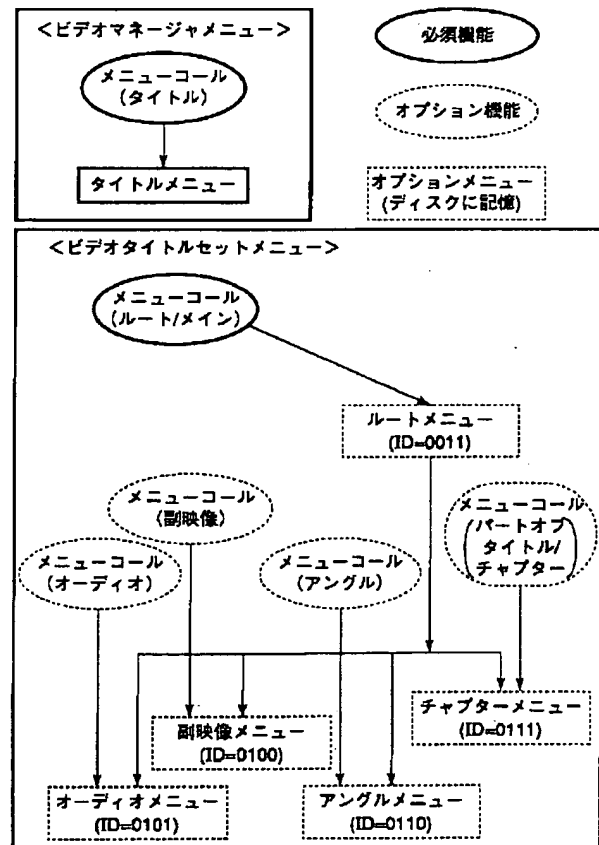 <ビデオマネージャメニュー>
メニューコール
(タイトル)
タイトルメニュー
必須機能
オプション機能
オプションメニュー
(ディスクに記憶)
<ビデオタイトルセットメニュー>
メニューコール
(ルート/メイン)
ルートメニュー
(ID=0011)
メニューコール
(副映像)
メニューコール
(オーディオ)
メニューコール
(アングル)
メニューコール
(パートオブ
タイトル/
チャプター)
副映像メニュー
(ID=0100)
チャプターメニュー
(ID=0111)
オーディオメニュー
(ID=0101)
アングルメニュー
(ID=0110)